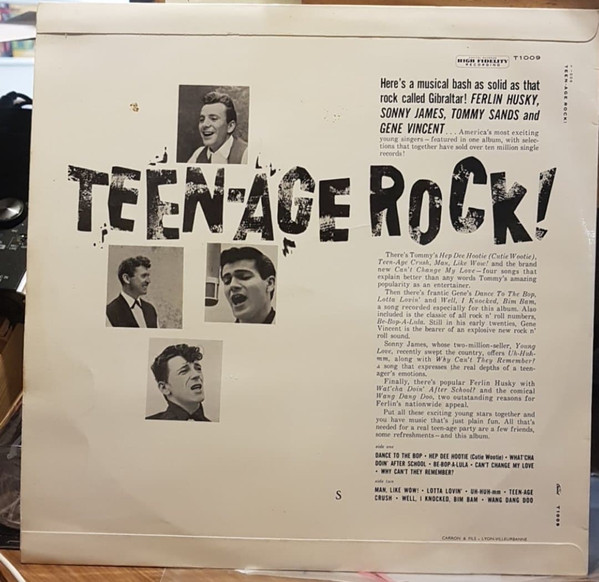 HIGH FIDELITY
RECORDING
T1009
TEEN-AGE ROCK!
Here's a musical bash as solid as that
rock called Gibraltar! FERLIN HUSKY,
SONNY JAMES, TOMMY SANDS and
GENE VINCENT... America's most exciting
young singers—featured in one album, with selec-
tions that together have sold over ten million single
records!
TEEN-AGE ROCK!
There's Tommy's Hep Dee Hootie (Cutie Wootie),
Teen-Age Crush, Man, Like Wow! and the brand
new Can't Change My Love—four songs that
explain better than any words Tommy's amazing
popularity as an entertainer.
Then there's frantic Gene's Dance To The Bop,
Lotta Lovin' and Well, I Knocked, Bim Bam,
a song recorded especially for this album. Also
included is the classic of all rock n' roll numbers,
Be-Bop-A-Lula. Still in his early twenties, Gene
Vincent is the bearer of an explosive new rock n'
roll sound.
Sonny James, whose two-million-seller, Young
Love, recently swept the country, offers Uh-Huh-
mm, along with Why Can't They Remember?
a song that expresses the real depths of a teen-
ager's emotions.
Finally, there's popular Ferlin Husky with
Wat'cha Doin' After School? and the comical
Wang Dang Doo, two outstanding reasons for
Ferlin's nationwide appeal.
Put all these exciting young stars together and
you have music that's just plain fun. All that's
needed for a real teen-age party are a few friends,
some refreshments—and this album.
side one
DANCE TO THE BOP · HEP DEE HOOTIE (Cutie Wootie) · WHAT'CHA
DOIN' AFTER SCHOOL · BE-BOP-A-LULA · CAN'T CHANGE MY LOVE
· WHY CAN'T THEY REMEMBER?
side two
MAN, LIKE WOW! · LOTTA LOVIN' · UH-HUH-mm · TEEN-AGE
CRUSH · WELL, I KNOCKED, BIM BAM · WANG DANG DOO
S
T1009
CARBON & FILS - LYON-VILLEURBANNE